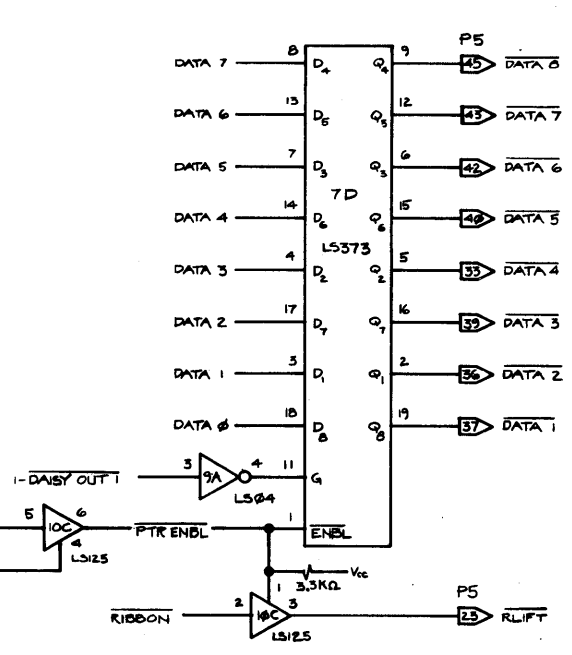 P5
DATA 7 8 D4 Q4 9 45 DATA 8
DATA 6 13 D5 Q5 12 43 DATA 7
DATA 5 7 D3 Q3 6 42 DATA 6
7D
DATA 4 14 D6 Q6 15 40 DATA 5
LS373
DATA 3 4 D2 Q2 5 33 DATA 4
DATA 2 17 D7 Q7 16 39 DATA 3
DATA 1 3 D1 Q1 2 36 DATA 2
DATA Ø 18 D8 Q8 19 37 DATA 1
1-DAISY OUT 1 3 9A 4 11 G
LSØ4
5 10C 6 PTR ENBL 1 ENBL
4
LS125
3.3KΩ Vcc
1 P5
RIBBON 2 1ØC 3 25 RLIFT
LS125